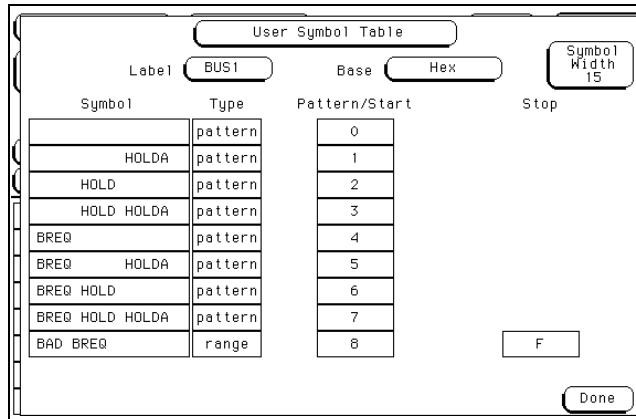 User Symbol Table
Label BUS1 Base Hex Symbol Width 15
Symbol Type Pattern/Start Stop
pattern 0
HOLDA pattern 1
HOLD pattern 2
HOLD HOLDA pattern 3
BREQ pattern 4
BREQ HOLDA pattern 5
BREQ HOLD pattern 6
BREQ HOLD HOLDA pattern 7
BAD BREQ range 8 F
Done